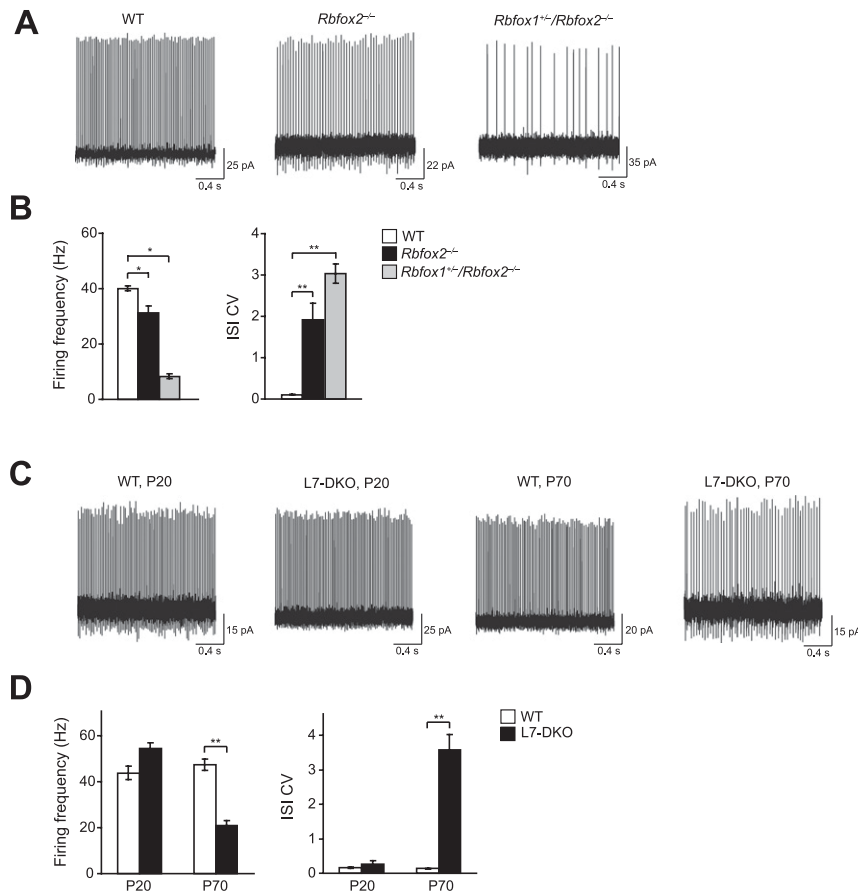 A
WT
Rbfox2–/–
Rbfox1+/–/Rbfox2–/–
25 pA
0.4 s
22 pA
0.4 s
35 pA
0.4 s
B
Firing frequency (Hz)
60
40
20
0
*
*
ISI CV
4
3
2
1
0
**
**
WT
Rbfox2–/–
Rbfox1+/–/Rbfox2–/–
C
WT, P20
L7-DKO, P20
WT, P70
L7-DKO, P70
15 pA
0.4 s
25 pA
0.4 s
20 pA
0.4 s
15 pA
0.4 s
D
Firing frequency (Hz)
60
40
20
0
**
P20
P70
ISI CV
4
3
2
1
0
**
P20
P70
WT
L7-DKO